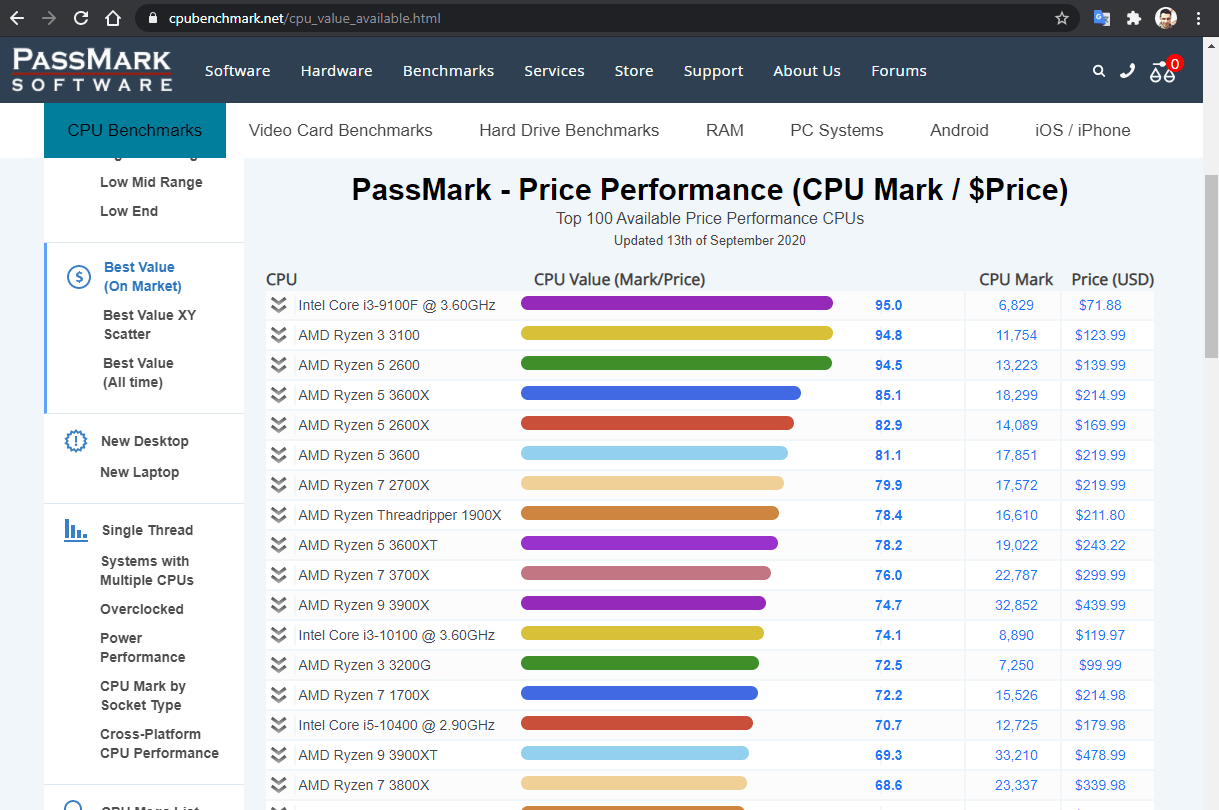 cpubenchmark.net/cpu_value_available.html
PASSMARK
SOFTWARE
Software Hardware Benchmarks Services Store Support About Us Forums
0
CPU Benchmarks Video Card Benchmarks Hard Drive Benchmarks RAM PC Systems Android iOS / iPhone
Low Mid Range
Low End
Best Value
(On Market)
Best Value XY
Scatter
Best Value
(All time)
New Desktop
New Laptop
Single Thread
Systems with
Multiple CPUs
Overclocked
Power
Performance
CPU Mark by
Socket Type
Cross-Platform
CPU Performance
PassMark - Price Performance (CPU Mark / $Price)
Top 100 Available Price Performance CPUs
Updated 13th of September 2020
CPU CPU Value (Mark/Price) CPU Mark Price (USD)
Intel Core i3-9100F @ 3.60GHz 95.0 6,829 $71.88
AMD Ryzen 3 3100 94.8 11,754 $123.99
AMD Ryzen 5 2600 94.5 13,223 $139.99
AMD Ryzen 5 3600X 85.1 18,299 $214.99
AMD Ryzen 5 2600X 82.9 14,089 $169.99
AMD Ryzen 5 3600 81.1 17,851 $219.99
AMD Ryzen 7 2700X 79.9 17,572 $219.99
AMD Ryzen Threadripper 1900X 78.4 16,610 $211.80
AMD Ryzen 5 3600XT 78.2 19,022 $243.22
AMD Ryzen 7 3700X 76.0 22,787 $299.99
AMD Ryzen 9 3900X 74.7 32,852 $439.99
Intel Core i3-10100 @ 3.60GHz 74.1 8,890 $119.97
AMD Ryzen 3 3200G 72.5 7,250 $99.99
AMD Ryzen 7 1700X 72.2 15,526 $214.98
Intel Core i5-10400 @ 2.90GHz 70.7 12,725 $179.98
AMD Ryzen 9 3900XT 69.3 33,210 $478.99
AMD Ryzen 7 3800X 68.6 23,337 $339.98